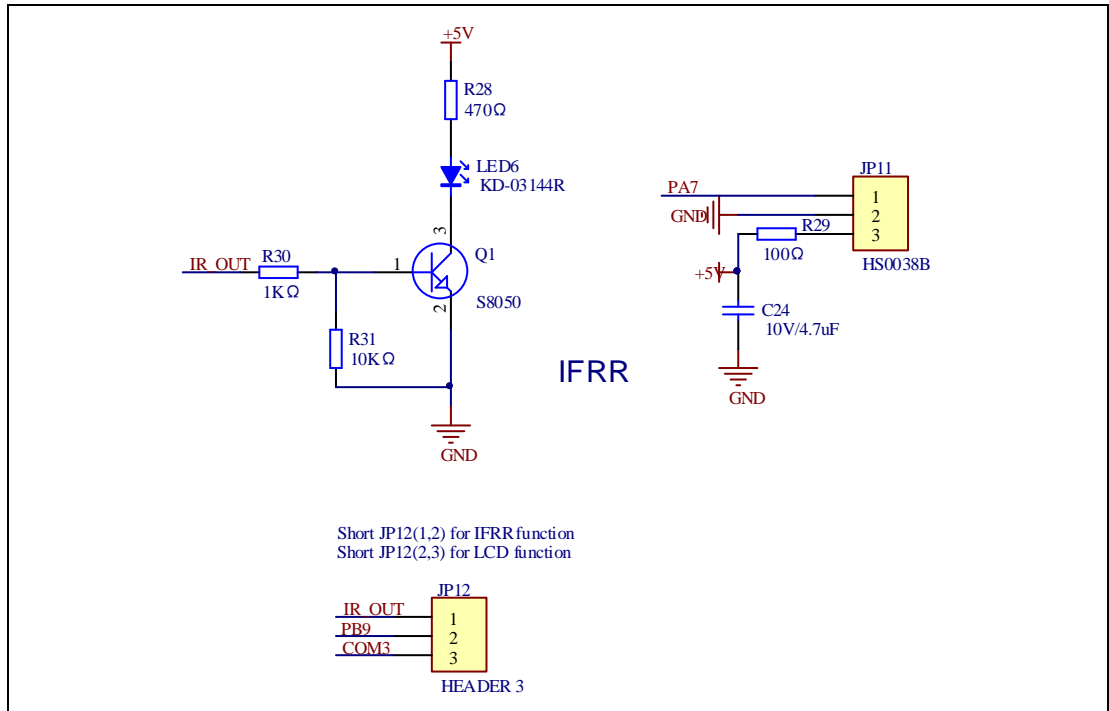 +5V
R28
470Ω
LED6
KD-03144R
3
Q1
1
S8050
2
IR_OUT
R30
1KΩ
R31
10KΩ
GND
IFRR
JP11
PA7
1
GND
2
R29
3
100Ω
HS0038B
+5V
C24
10V/4.7uF
GND
Short JP12(1,2) for IFRR function
Short JP12(2,3) for LCD function
JP12
IR_OUT
1
PB9
2
COM3
3
HEADER 3